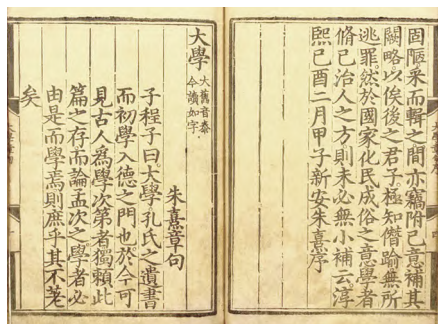 固陋采而輯之間亦竊附己意補其
闕略以俟後之君子極知僭踰無所
逃罪然於國家化民成俗之意學者
脩己治人之方則未必無小補云淳
熙己酉二月甲子新安朱熹序
大學 大舊音泰今讀如字
朱熹章句
子程子曰大學孔氏之遺書
而初學入德之門也於今可
見古人為學次第者獨賴此
篇之存而論孟次之學者必
由是而學焉則庶乎其不差
矣